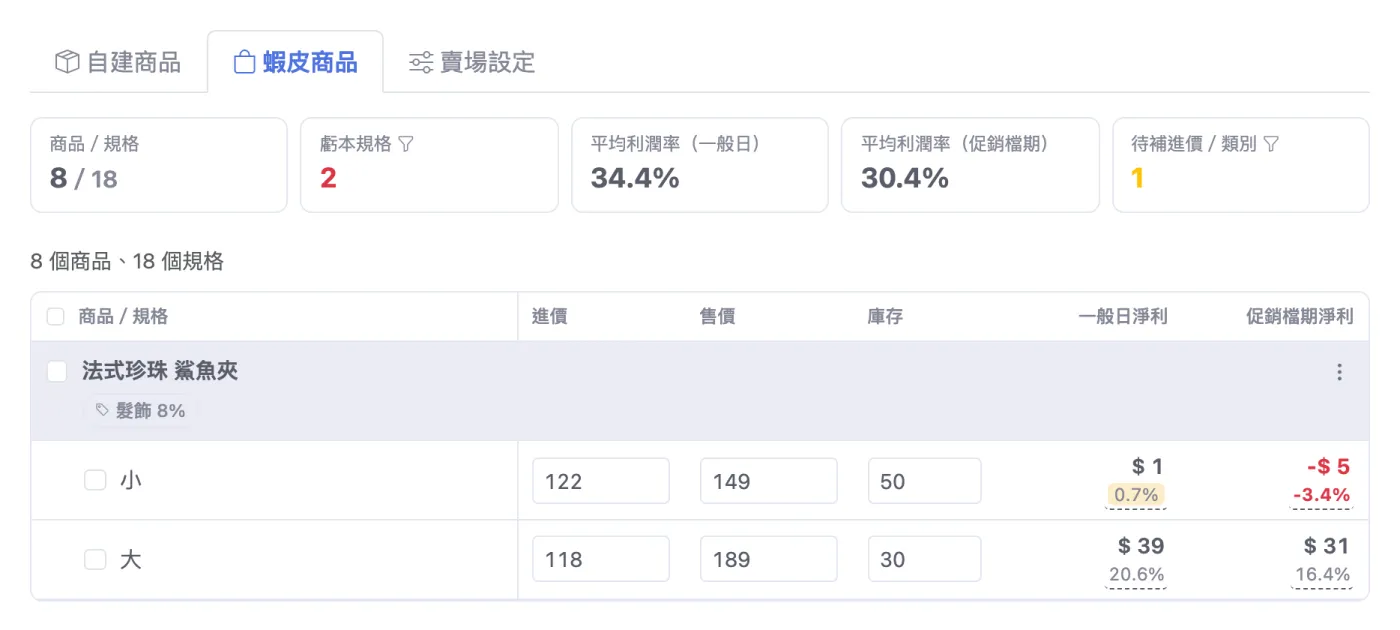 自建商品 蝦皮商品 賣場設定
商品 / 規格
8 / 18
虧本規格
2
平均利潤率（一般日）
34.4%
平均利潤率（促銷檔期）
30.4%
待補進價 / 類別
1
8 個商品、18 個規格
商品 / 規格 進價 售價 庫存 一般日淨利 促銷檔期淨利
法式珍珠 鯊魚夾
髮飾 8%
小 122 149 50 $ 1 -$ 5
0.7% -3.4%
大 118 189 30 $ 39 $ 31
20.6% 16.4%